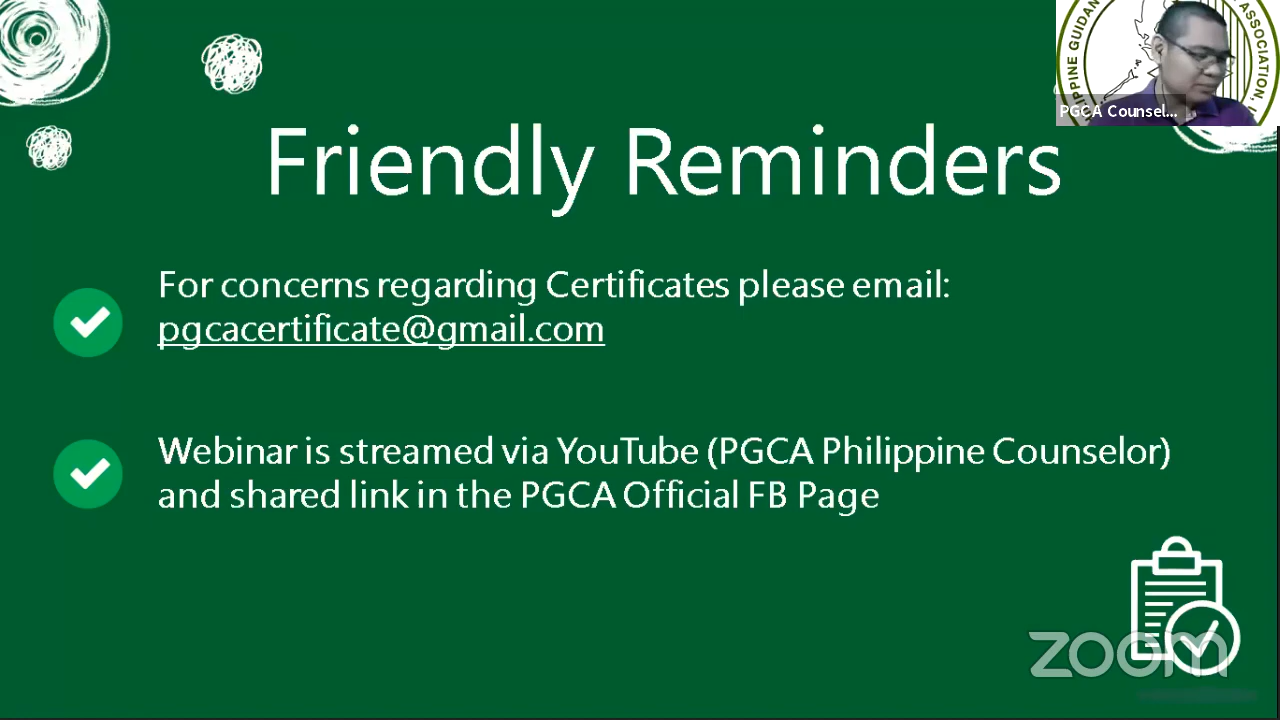 Friendly Reminders
For concerns regarding Certificates please email:
pgcacertificate@gmail.com
Webinar is streamed via YouTube (PGCA Philippine Counselor)
and shared link in the PGCA Official FB Page
PGCA Counsel...
ASSOCIATION,
zoom